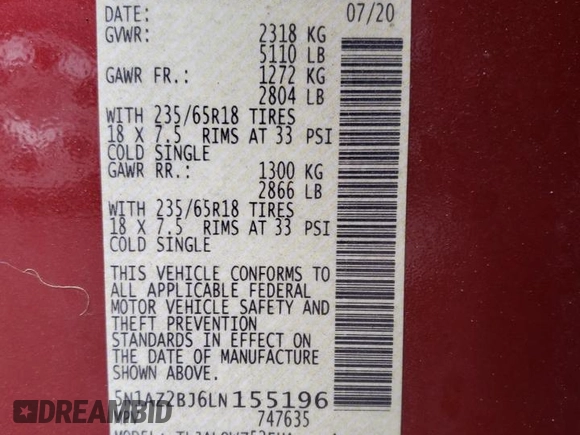 DATE: 07/20
GVWR: 2318 KG
5110 LB
GAWR FR.: 1272 KG
2804 LB
WITH 235/65R18 TIRES
18 X 7.5 RIMS AT 33 PSI
COLD SINGLE
GAWR RR.: 1300 KG
2866 LB
WITH 235/65R18 TIRES
18 X 7.5 RIMS AT 33 PSI
COLD SINGLE
THIS VEHICLE CONFORMS TO
ALL APPLICABLE FEDERAL
MOTOR VEHICLE SAFETY AND
THEFT PREVENTION
STANDARDS IN EFFECT ON
THE DATE OF MANUFACTURE
SHOWN ABOVE.
5N1AZ2BJ6LN155196
747635
Ride Safely